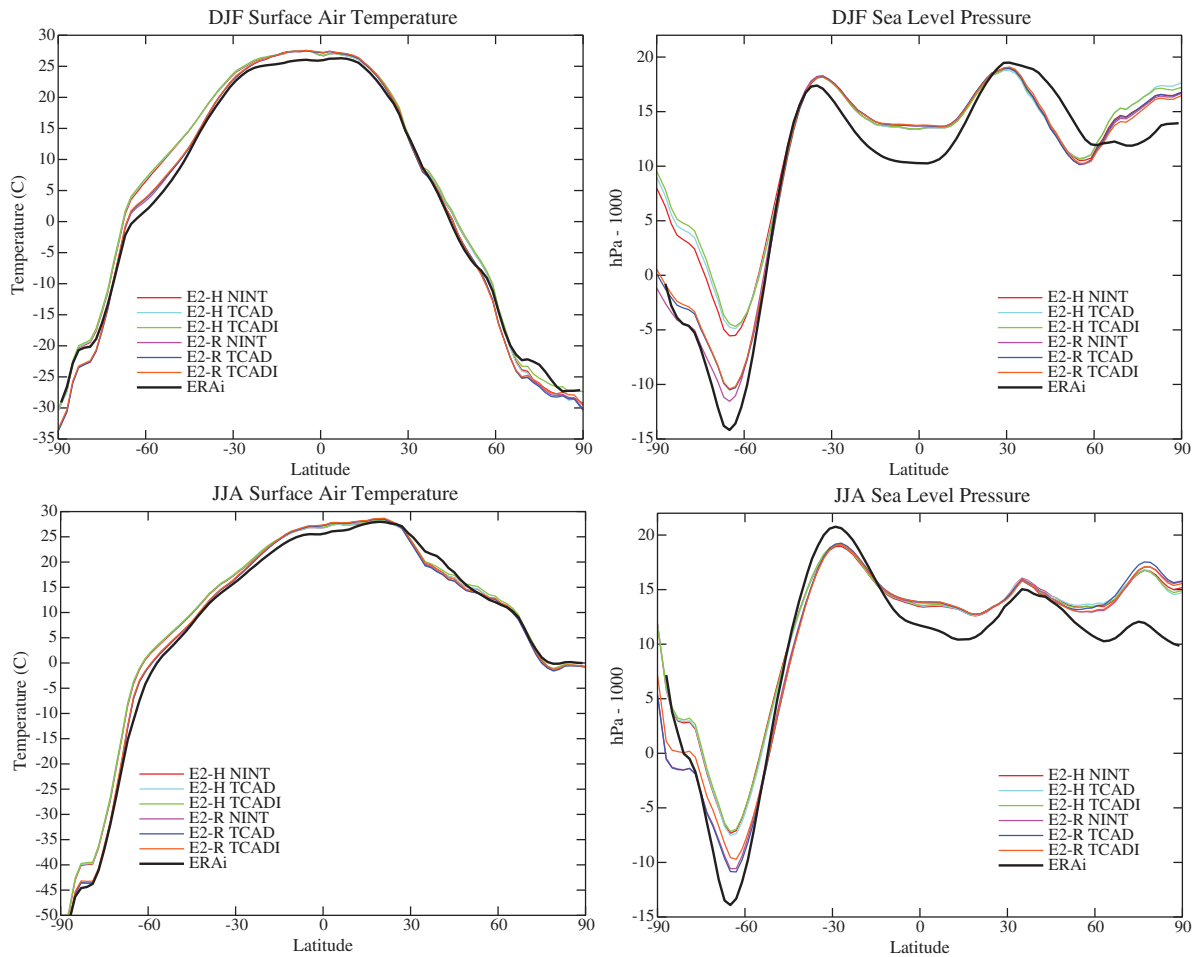 DJF Surface Air Temperature
30
25
20
15
10
5
0
-5
-10
-15
-20
-25
-30
-35
Temperature (C)
E2-H NINT
E2-H TCAD
E2-H TCADI
E2-R NINT
E2-R TCAD
E2-R TCADI
ERAi
-90 -60 -30 0 30 60 90
Latitude
DJF Sea Level Pressure
20
15
10
5
0
-5
-10
-15
hPa - 1000
E2-H NINT
E2-H TCAD
E2-H TCADI
E2-R NINT
E2-R TCAD
E2-R TCADI
ERAi
-90 -60 -30 0 30 60 90
Latitude
JJA Surface Air Temperature
30
25
20
15
10
5
0
-5
-10
-15
-20
-25
-30
-35
-40
-45
-50
Temperature (C)
E2-H NINT
E2-H TCAD
E2-H TCADI
E2-R NINT
E2-R TCAD
E2-R TCADI
ERAi
-90 -60 -30 0 30 60 90
Latitude
JJA Sea Level Pressure
20
15
10
5
0
-5
-10
-15
hPa - 1000
E2-H NINT
E2-H TCAD
E2-H TCADI
E2-R NINT
E2-R TCAD
E2-R TCADI
ERAi
-90 -60 -30 0 30 60 90
Latitude